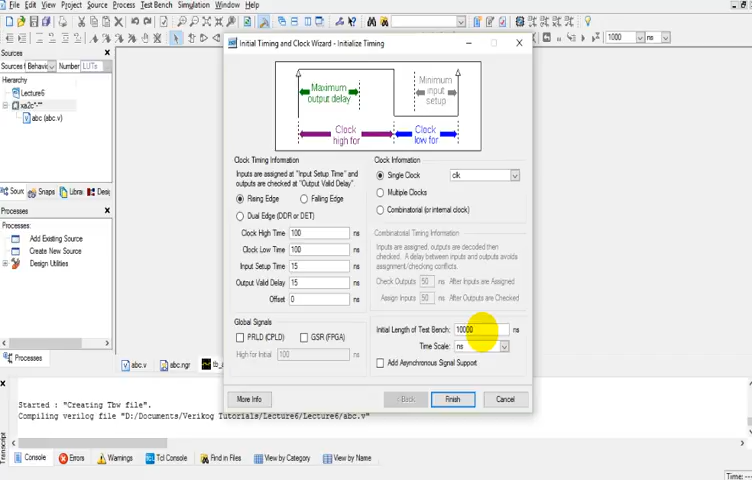 File Edit View Project Source Process Test Bench Simulation Window Help
1000 ns
Sources
Sources f Behavio Number LUTs
Hierarchy
Lecture6
xa2c*-**
abc (abc.v)
Sourc Snaps Librar Desig
Processes
Processes:
Add Existing Source
Create New Source
Design Utilities
Processes
abc.v abc.ngr
Initial Timing and Clock Wizard - Initialize Timing
Maximum output delay
Minimum input setup
Clock high for
Clock low for
Clock Timing Information
Inputs are assigned at "Input Setup Time" and
outputs are checked at "Output Valid Delay".
Rising Edge Falling Edge
Dual Edge (DDR or DET)
Clock High Time 100 ns
Clock Low Time 100 ns
Input Setup Time 15 ns
Output Valid Delay 15 ns
Offset 0 ns
Global Signals
PRLD (CPLD) GSR (FPGA)
High for Initial: 100 ns
Clock Information
Single Clock clk
Multiple Clocks
Combinatorial (or internal clock)
Combinatorial Timing Information
Inputs are assigned, outputs are decoded then
checked. A delay between inputs and outputs avoids
assignment/checking conflicts.
Check Outputs 50 ns After Inputs are Assigned
Assign Inputs 50 ns After Outputs are Checked
Initial Length of Test Bench: 10000 ns
Time Scale: ns
Add Asynchronous Signal Support
More Info < Back Finish Cancel
Started : "Creating Tbw file".
Compiling verilog file "D:/Documents/Verikog Tutorials/Lecture6/Lecture6/abc.v"
Transcript
Console Errors Warnings Tcl Console Find in Files View by Category View by Name
Time: ---